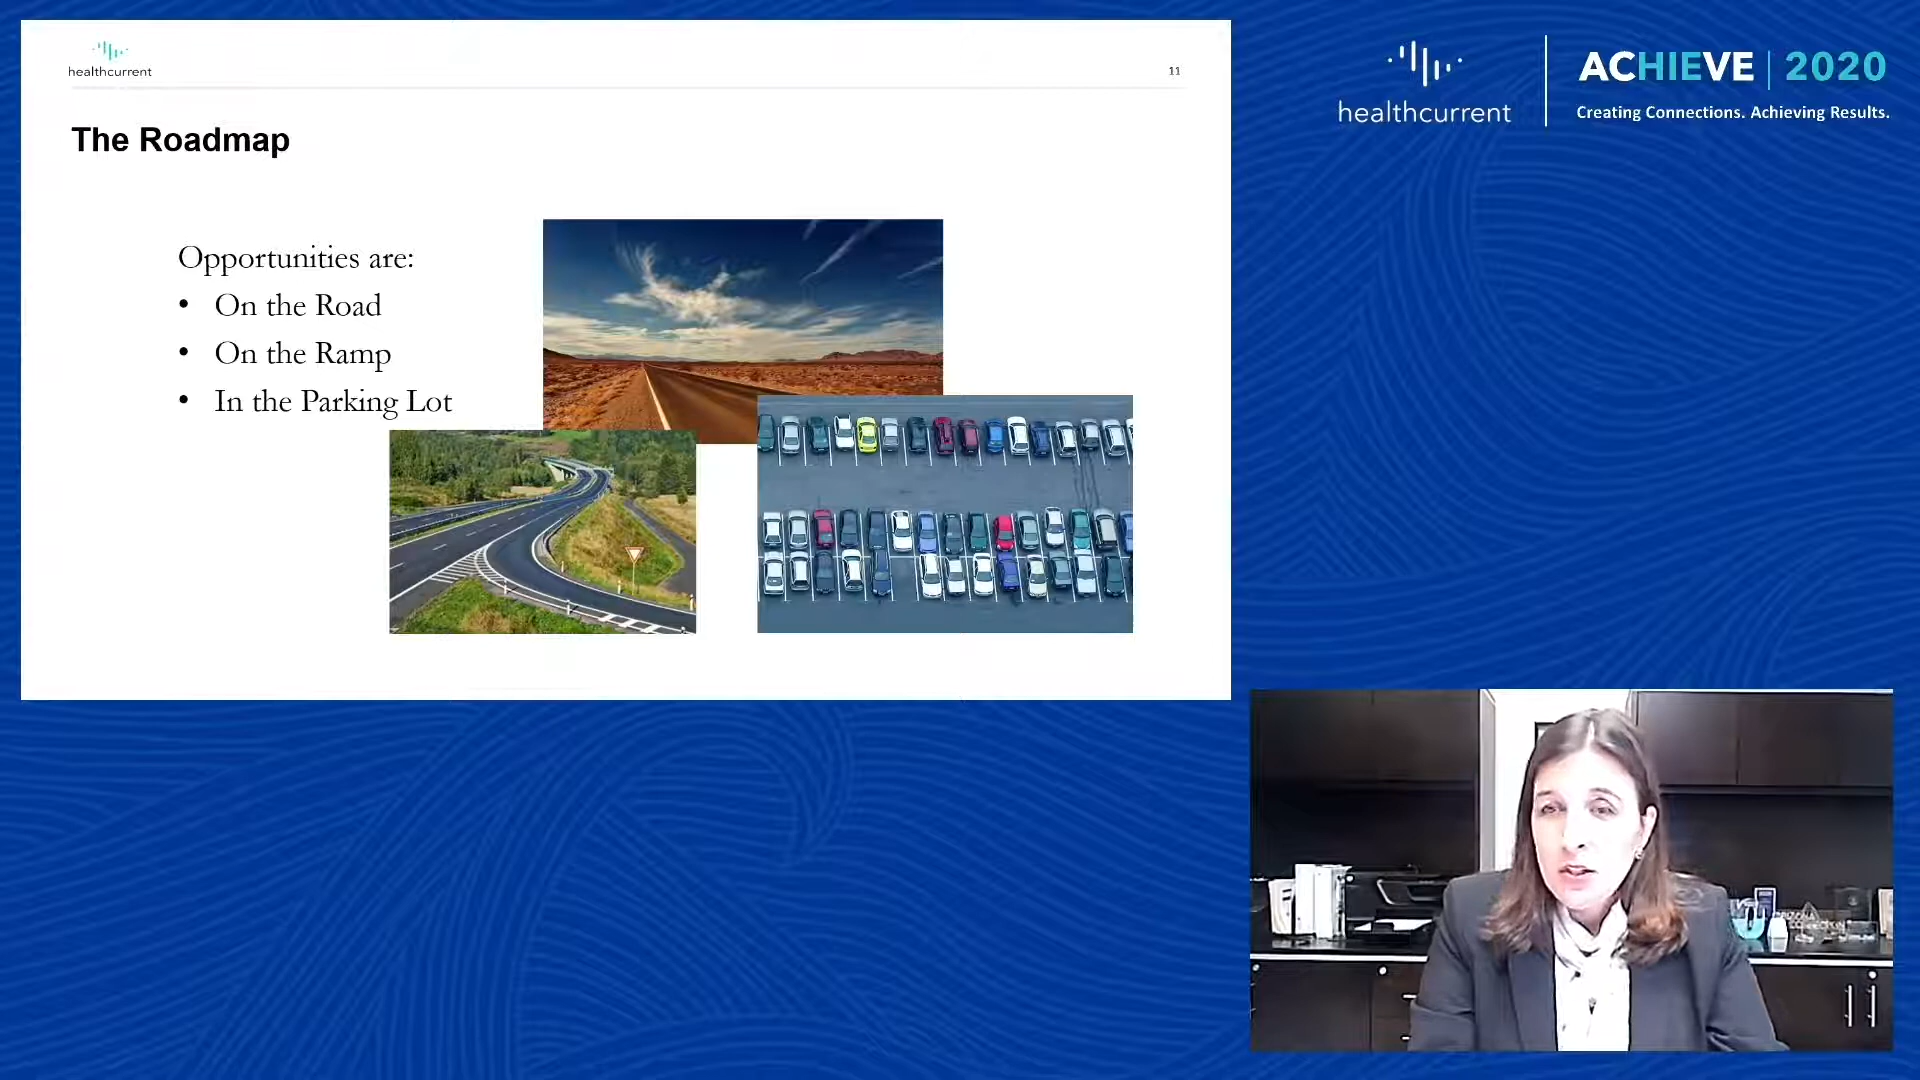 healthcurrent
11
The Roadmap
Opportunities are:
• On the Road
• On the Ramp
• In the Parking Lot
healthcurrent
ACHIEVE | 2020
Creating Connections. Achieving Results.